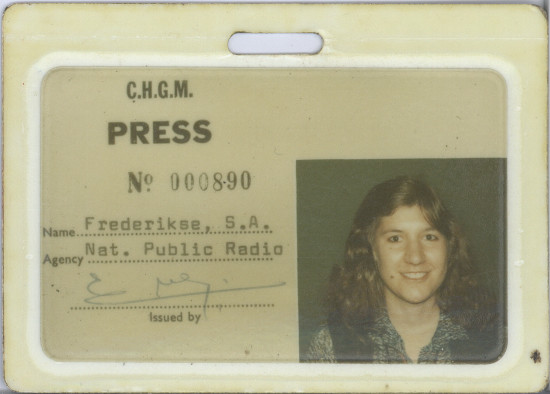 C.H.G.M.
PRESS
Nº 000890
Name Frederikse, S.A.
Agency Nat. Public Radio
Issued by